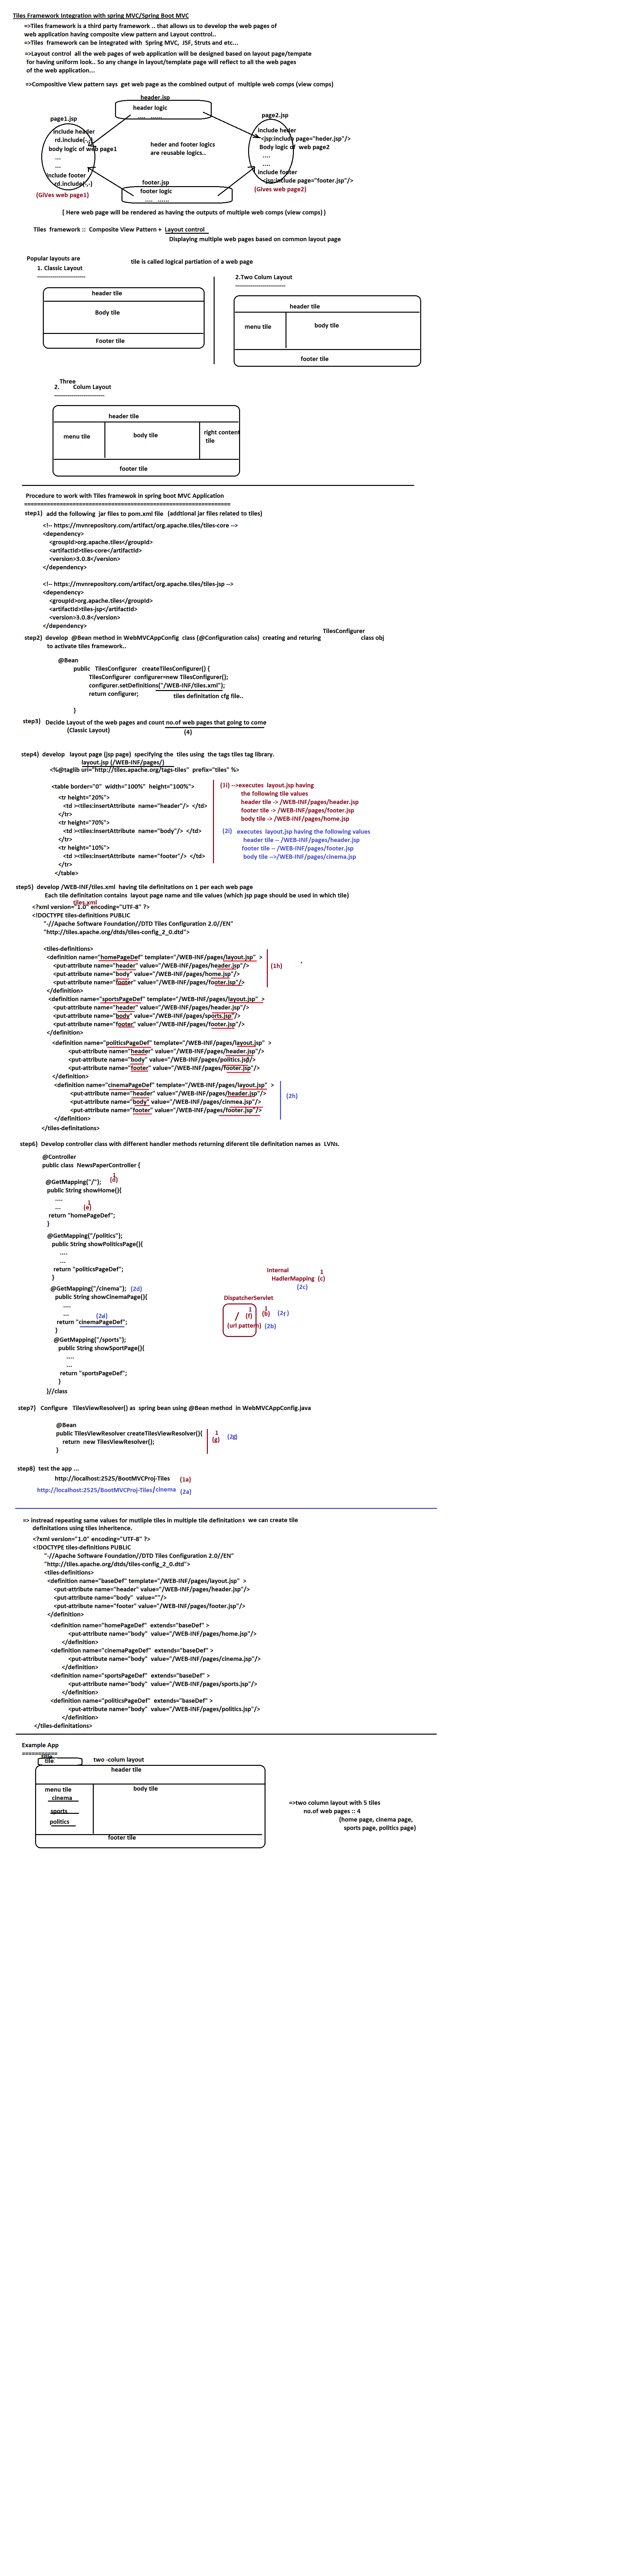 Tiles Framework Integration with spring MVC/Spring Boot MVC
=>Tiles framework is a third party framework .. that allows us to develop the web pages of
web application having composite view pattern and Layout controll..
=>Tiles framework can be integrated with Spring MVC, JSF, Struts and etc...
=>Layout control all the web pages of web application will be designed based on layout page/tempate
for having uniform look.. So any change in layout/template page will reflect to all the web pages
of the web application...
=>Compositive View pattern says get web page as the combined output of multiple web comps (view comps)
header.jsp
header logic
.... ......
page1.jsp
include header
rd.include(-,-)
body logic of web page1
...
...
include footer
rd.include(-,-)
(GIVes web page1)
heder and footer logics
are reusable logics..
page2.jsp
include heder
<jsp:include page="heder.jsp"/>
Body logic of web page2
....
....
include footer
<jsp:include page="footer.jsp"/>
(Gives web page2)
footer.jsp
footer logic
.... ......
[ Here web page will be rendered as having the outputs of multiple web comps (view comps) )
Tiles framework :: Composite View Pattern + Layout control
Displaying multiple web pages based on common layout page
Popular layouts are
tile is called logical partiation of a web page
1. Classic Layout
------------------------
header tile
Body tile
Footer tile
2.Two Colum Layout
-------------------------
header tile
menu tile
body tile
footer tile
Three
2. Colum Layout
-------------------------
header tile
menu tile
body tile
right content
tile
footer tile
Procedure to work with Tiles framewok in spring boot MVC Application
================================================================
step1) add the following jar files to pom.xml file (addtional jar files related to tiles)
<!-- https://mvnrepository.com/artifact/org.apache.tiles/tiles-core -->
<dependency>
<groupId>org.apache.tiles</groupId>
<artifactId>tiles-core</artifactId>
<version>3.0.8</version>
</dependency>
<!-- https://mvnrepository.com/artifact/org.apache.tiles/tiles-jsp -->
<dependency>
<groupId>org.apache.tiles</groupId>
<artifactId>tiles-jsp</artifactId>
<version>3.0.8</version>
</dependency>
step2) develop @Bean method in WebMVCAppConfig class (@Configuration calss) creating and returing TilesConfigurer class obj
to activate tiles framework..
@Bean
public TilesConfigurer createTilesConfigurer() {
TilesConfigurer configurer=new TilesConfigurer();
configurer.setDefinitions("/WEB-INF/tiles.xml");
return configurer;
tiles definition cfg file..
}
step3) Decide Layout of the web pages and count no.of web pages that going to come
(Classic Layout)
(4)
step4) develop layout page (jsp page) specifying the tiles using the tags tiles tag library.
layout.jsp (/WEB-INF/pages/)
<%@taglib uri="http://tiles.apache.org/tags-tiles" prefix="tiles" %>
<table border="0" width="100%" height="100%">
<tr height="20%">
<td ><tiles:insertAttribute name="header"/> </td>
</tr>
<tr height="70%">
<td ><tiles:insertAttribute name="body"/> </td>
</tr>
<tr height="10%">
<td ><tiles:insertAttribute name="footer"/> </td>
</tr>
</table>
(1i) -->executes layout.jsp having
the following tile values
header tile -> /WEB-INF/pages/header.jsp
footer tile -> /WEB-INF/pages/footer.jsp
body tile -> /WEB-INF/pages/home.jsp
(2i) executes layout.jsp having the following values
header tile -- /WEB-INF/pages/header.jsp
footer tile -- /WEB-INF/pages/footer.jsp
body tile -->/WEB-INF/pages/cinema.jsp
step5) develop /WEB-INF/tiles.xml having tile definitions on 1 per each web page
Each tile definitation contains layout page name and tile values (which jsp page should be used in which tile)
tiles.xml
<?xml version="1.0" encoding="UTF-8" ?>
<!DOCTYPE tiles-definitions PUBLIC
"-//Apache Software Foundation//DTD Tiles Configuration 2.0//EN"
"http://tiles.apache.org/dtds/tiles-config_2_0.dtd">
<tiles-definitions>
<definition name="homePageDef" template="/WEB-INF/pages/layout.jsp" >
<put-attribute name="header" value="/WEB-INF/pages/header.jsp"/>
<put-attribute name="body" value="/WEB-INF/pages/home.jsp"/>
<put-attribute name="footer" value="/WEB-INF/pages/footer.jsp"/>
</definition>
(1h)
<definition name="sportsPageDef" template="/WEB-INF/pages/layout.jsp" >
<put-attribute name="header" value="/WEB-INF/pages/header.jsp"/>
<put-attribute name="body" value="/WEB-INF/pages/sports.jsp"/>
<put-attribute name="footer" value="/WEB-INF/pages/footer.jsp"/>
</definition>
<definition name="politicsPageDef" template="/WEB-INF/pages/layout.jsp" >
<put-attribute name="header" value="/WEB-INF/pages/header.jsp"/>
<put-attribute name="body" value="/WEB-INF/pages/politics.jsp/>
<put-attribute name="footer" value="/WEB-INF/pages/footer.jsp"/>
</definition>
<definition name="cinemaPageDef" template="/WEB-INF/pages/layout.jsp" >
<put-attribute name="header" value="/WEB-INF/pages/header.jsp"/>
<put-attribute name="body" value="/WEB-INF/pages/cinmea.jsp"/>
<put-attribute name="footer" value="/WEB-INF/pages/footer.jsp"/>
</definition>
(2h)
</tiles-definitations>
step6) Develop controller class with different handler methods returning diferent tile definitation names as LVNs.
@Controller
public class NewsPaperController {
@GetMapping("/"); 1 (d)
public String showHome(){
....
... 1 (e)
return "homePageDef";
}
@GetMapping("/politics");
public String showPoliticsPage(){
....
...
return "politicsPageDef";
}
@GetMapping("/cinema"); (2d)
public String showCinemaPage(){
....
... (2e)
return "cinemaPageDef";
}
@GetMapping("/sports");
public String showSportPage(){
....
...
return "sportsPageDef";
}
}//class
Internal
HadlerMapping 1 (c)
(2c)
DispatcherServlet
/ 1 (f) 1 (b) (2f)
(url pattern) (2b)
step7) Configure TilesViewResolver() as spring bean using @Bean method in WebMVCAppConfig.java
@Bean
public TilesViewResolver createTilesViewResolver(){
return new TilesViewResolver();
}
1 (g) (2g)
step8) test the app ...
http://localhost:2525/BootMVCProj-Tiles (1a)
http://localhost:2525/BootMVCProj-Tiles/cinema (2a)
=> instread repeating same values for mutliple tiles in multiple tile definitations we can create tile
definitations using tiles inheritence.
<?xml version="1.0" encoding="UTF-8" ?>
<!DOCTYPE tiles-definitions PUBLIC
"-//Apache Software Foundation//DTD Tiles Configuration 2.0//EN"
"http://tiles.apache.org/dtds/tiles-config_2_0.dtd">
<tiles-definitions>
<definition name="baseDef" template="/WEB-INF/pages/layout.jsp" >
<put-attribute name="header" value="/WEB-INF/pages/header.jsp"/>
<put-attribute name="body" value=""/>
<put-attribute name="footer" value="/WEB-INF/pages/footer.jsp"/>
</definition>
<definition name="homePageDef" extends="baseDef" >
<put-attribute name="body" value="/WEB-INF/pages/home.jsp"/>
</definition>
<definition name="cinemaPageDef" extends="baseDef" >
<put-attribute name="body" value="/WEB-INF/pages/cinema.jsp"/>
</definition>
<definition name="sportsPageDef" extends="baseDef" >
<put-attribute name="body" value="/WEB-INF/pages/sports.jsp"/>
</definition>
<definition name="politicsPageDef" extends="baseDef" >
<put-attribute name="body" value="/WEB-INF/pages/politics.jsp"/>
</definition>
</tiles-definitations>
Example App
===========
title
tile.
two -colum layout
header tile
menu tile
cinema
sports
politics
body tile
footer tile
=>two column layout with 5 tiles
no.of web pages :: 4
(home page, cinema page,
sports page, politics page)